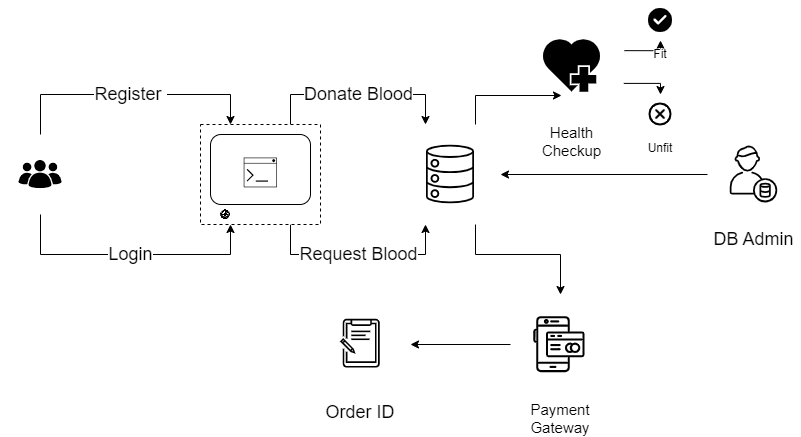 Register
Donate Blood
Fit
Health
Checkup
Unfit
DB Admin
Login
Request Blood
Order ID
Payment
Gateway